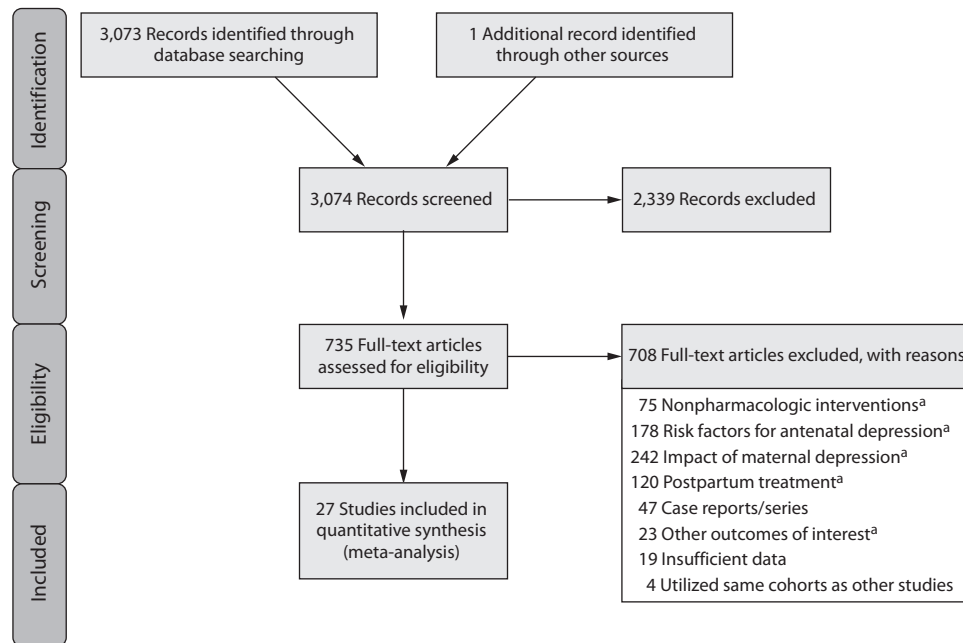 Identification
3,073 Records identified through
database searching
1 Additional record identified
through other sources
Screening
3,074 Records screened
2,339 Records excluded
Eligibility
735 Full-text articles
assessed for eligibility
708 Full-text articles excluded, with reasons
75 Nonpharmacologic interventionsª
178 Risk factors for antenatal depressionª
242 Impact of maternal depressionª
120 Postpartum treatmentª
47 Case reports/series
23 Other outcomes of interestª
19 Insufficient data
4 Utilized same cohorts as other studies
Included
27 Studies included in
quantitative synthesis
(meta-analysis)